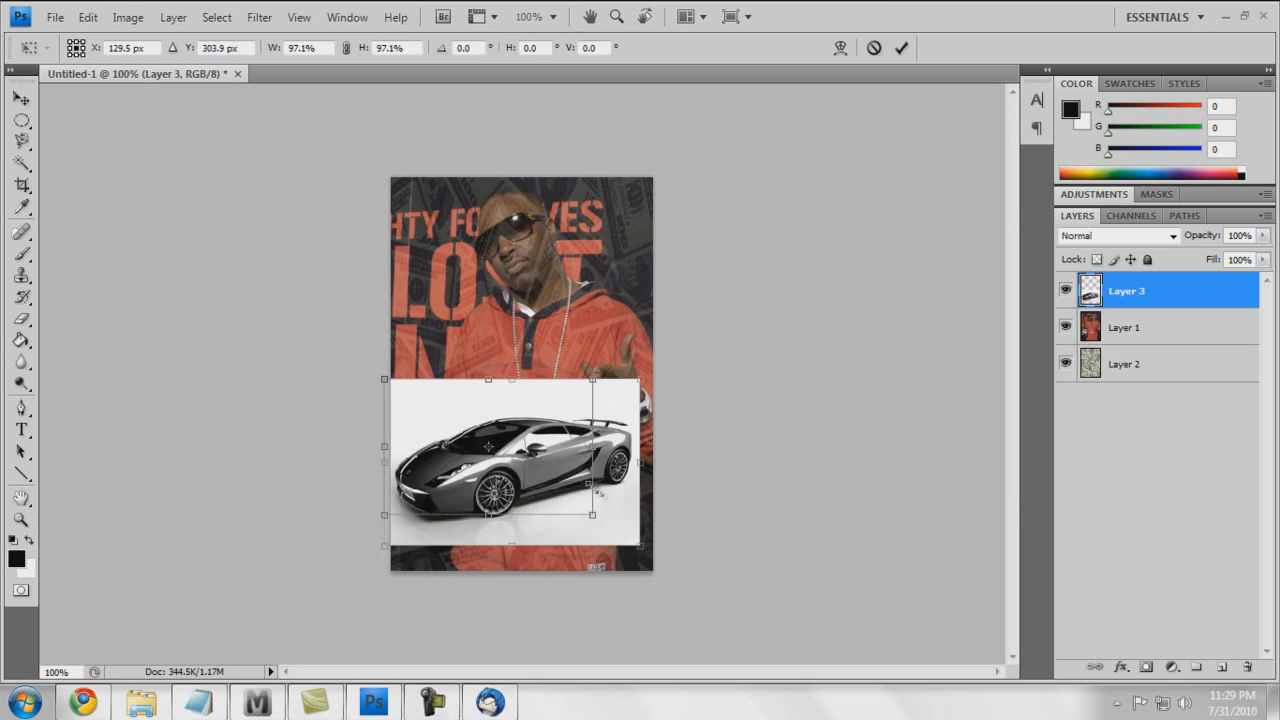 Ps File Edit Image Layer Select Filter View Window Help Br 100% ESSENTIALS
X: 129.5 px Y: 303.9 px W: 97.1% H: 97.1% 0.0 ° H: 0.0 ° V: 0.0 °
Untitled-1 @ 100% (Layer 3, RGB/8) *
COLOR SWATCHES STYLES
R 0
G 0
B 0
ADJUSTMENTS MASKS
LAYERS CHANNELS PATHS
Normal Opacity: 100%
Lock: Fill: 100%
Layer 3
Layer 1
Layer 2
100% Doc: 344.5K/1.17M
Ps
11:29 PM
7/31/2010